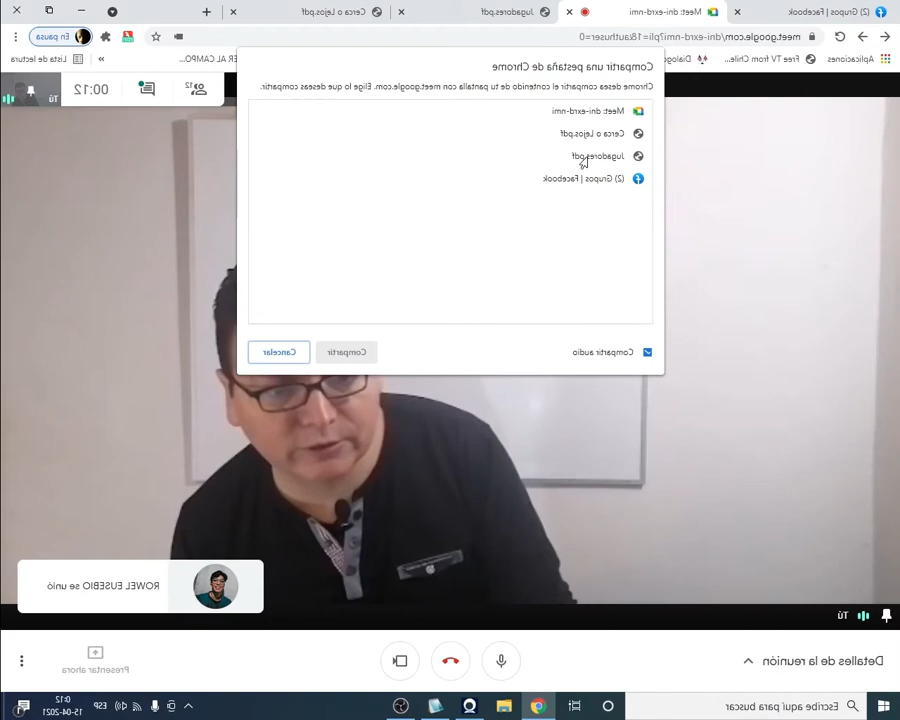 (2) Grupos | Facebook
Meet: dni-exrd-nmi
Jugadores.pdf
Cerca o Lejos.pdf
meet.google.com/dni-exrd-nmi?pli=1&authuser=0
En pausa
Aplicaciones
Free TV from Chile,...
Dialog
ER AL CAMPO...
»
Lista de lectura
Compartir una pestaña de Chrome
Chrome desea compartir el contenido de tu pantalla con meet.google.com. Elige lo que deseas compartir.
Meet: dni-exrd-nmi
Cerca o Lejos.pdf
Jugadores.pdf
(2) Grupos | Facebook
Compartir audio
Compartir
Cancelar
12
00:12
Tú
ROWEL EUSEBIO se unió
Tú
Detalles de la reunión
Presentar ahora
Escribe aquí para buscar
ESP
0:12
15-04-2021
1